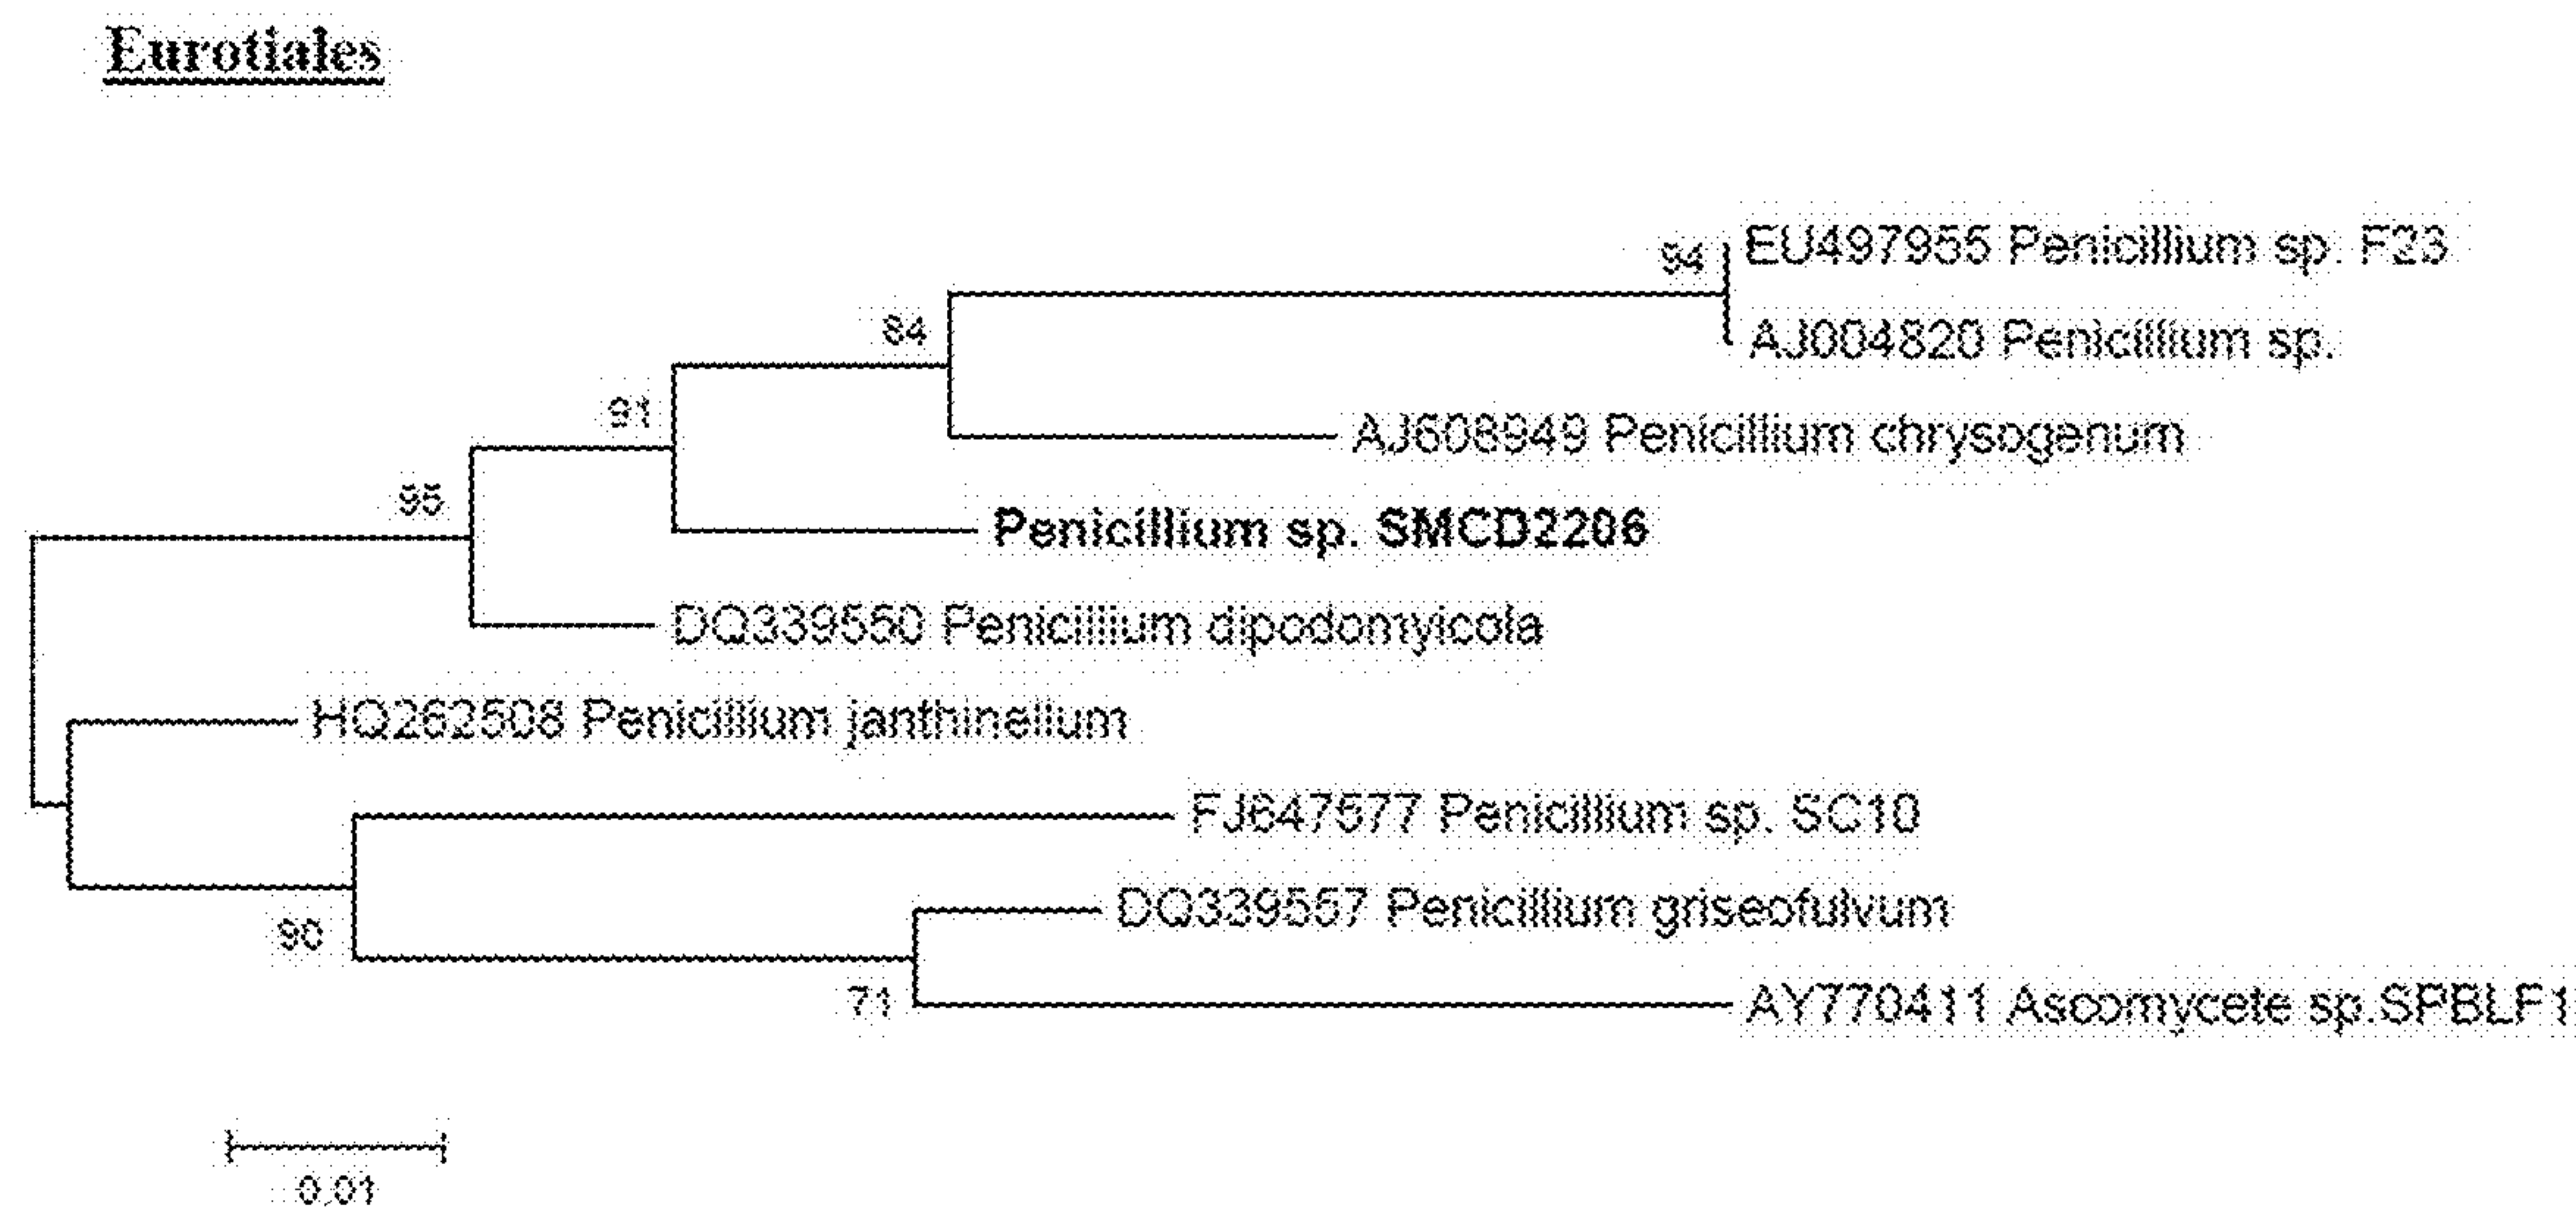 Eurotiales
94
EU497955 Penicillium sp. F23
AJ004820 Penicillium sp.
84
AJ608949 Penicillium chrysogenum
91
Penicillium sp. SMCD2206
95
DQ339550 Penicillium dipodomyicola
HQ262508 Penicillium janthinellum
FJ647577 Penicillium sp. SC10
90
DQ339557 Penicillium griseofulvum
71
AY770411 Ascomycete sp.SPBLF1
0.01